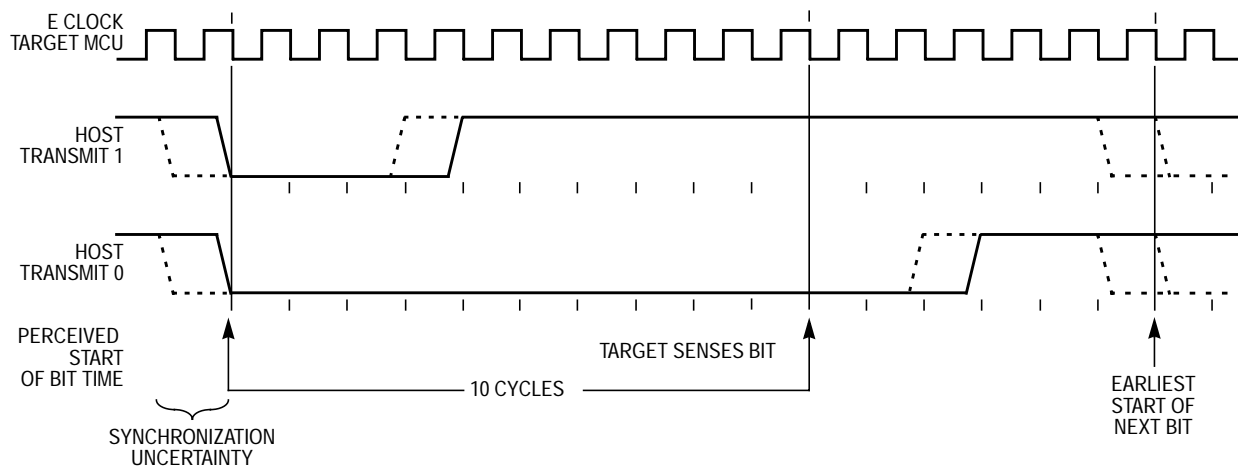 E CLOCK
TARGET MCU
HOST
TRANSMIT 1
HOST
TRANSMIT 0
PERCEIVED
START
OF BIT TIME
TARGET SENSES BIT
10 CYCLES
EARLIEST
START OF
NEXT BIT
SYNCHRONIZATION
UNCERTAINTY